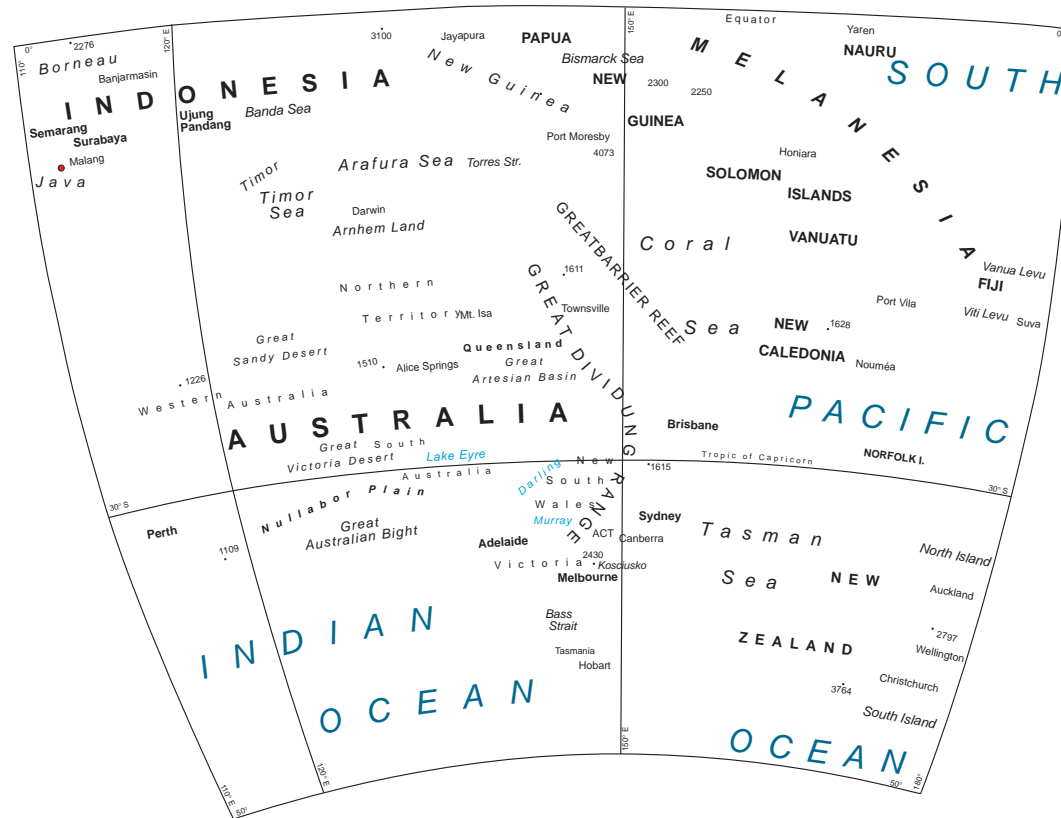 Equator
150° E
0°
0°
110° E
120° E
2276
Borneau
Banjarmasin
3100
Jayapura
PAPUA
Bismarck Sea
NEW
GUINEA
New Guinea
2300
2250
Yaren
NAURU
MELANESIA
SOUTH
INDONESIA
Semarang
Surabaya
Malang
Java
Ujung
Pandang
Banda Sea
Port Moresby
4073
Timor
Timor
Sea
Arafura Sea
Torres Str.
Honiara
SOLOMON
ISLANDS
Darwin
Arnhem Land
GREATBARRIER REEF
Coral
Sea
VANUATU
Vanua Levu
FIJI
Viti Levu
Suva
Port Vila
Northern
Territory
Mt. Isa
1611
Townsville
GREAT DIVIDUNG RANGE
NEW
CALEDONIA
1628
Nouméa
Great
Sandy Desert
1510
Alice Springs
Queensland
Great
Artesian Basin
1226
Western
Australia
AUSTRALIA
PACIFIC
Brisbane
NORFOLK I.
Great
Victoria Desert
South
Australia
Lake Eyre
Darling
New
South
Wales
1615
Tropic of Capricorn
30° S
30° S
Nullabor Plain
Perth
1109
Great
Australian Bight
Murray
Adelaide
ACT
Canberra
Sydney
Victoria
2430
Kosciusko
Melbourne
Tasman
Sea
North Island
NEW
ZEALAND
Auckland
2797
Wellington
Christchurch
3764
South Island
Bass
Strait
Tasmania
Hobart
INDIAN
OCEAN
OCEAN
110° E
50°
120° E
150° E
50°
180°